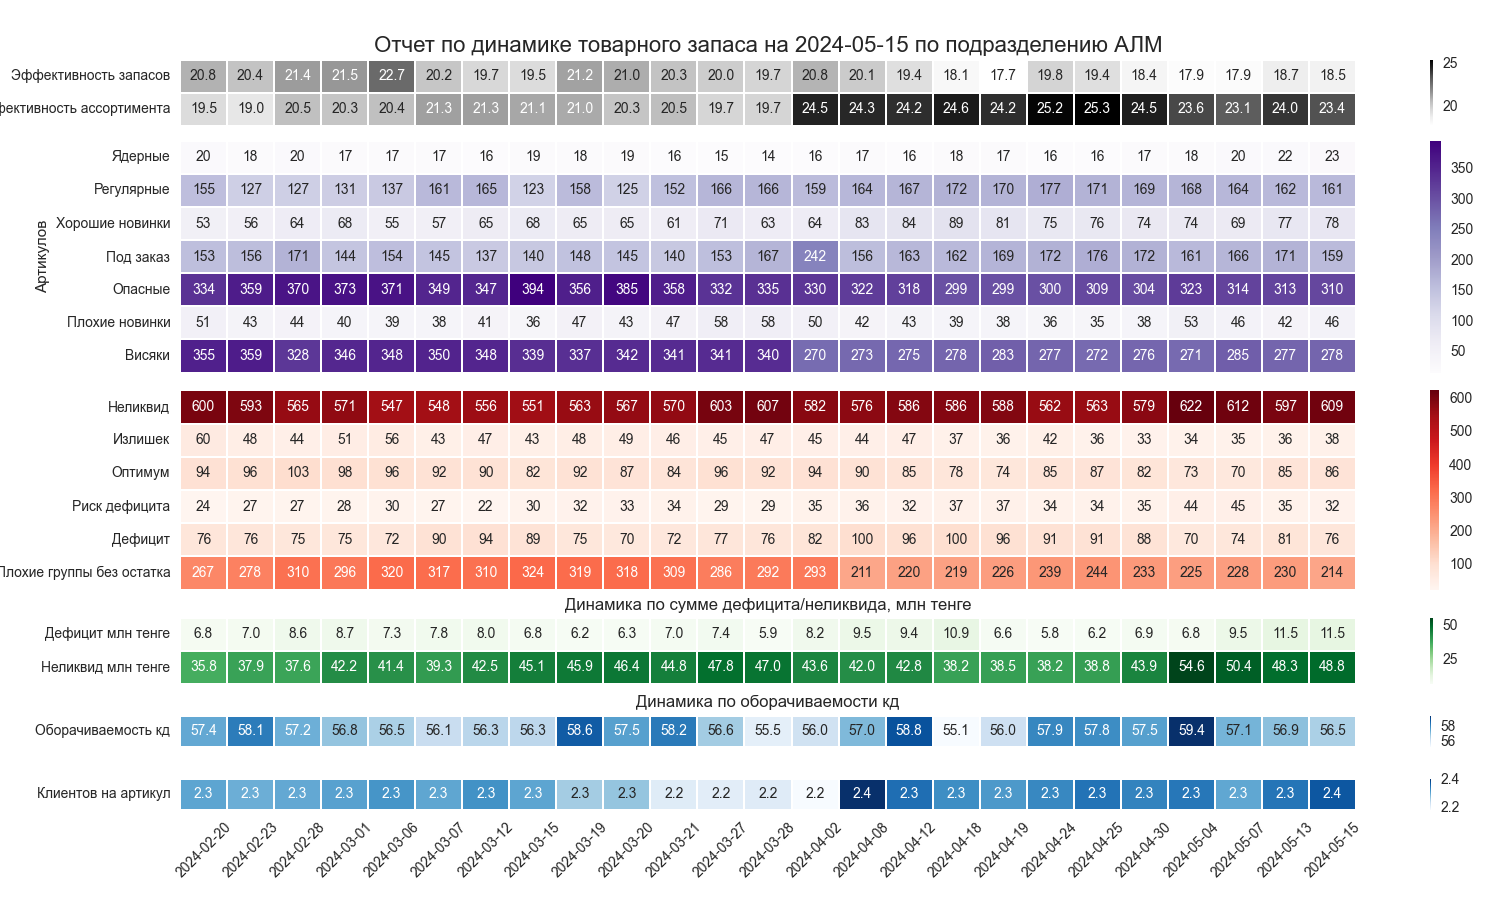 Отчет по динамике товарного запаса на 2024-05-15 по подразделению АЛМ
Эффективность запасов 20.8 20.4 21.4 21.5 22.7 20.2 19.7 19.5 21.2 21.0 20.3 20.0 19.7 20.8 20.1 19.4 18.1 17.7 19.8 19.4 18.4 17.9 17.9 18.7 18.5
фективность ассортимента 19.5 19.0 20.5 20.3 20.4 21.3 21.3 21.1 21.0 20.3 20.5 19.7 19.7 24.5 24.3 24.2 24.6 24.2 25.2 25.3 24.5 23.6 23.1 24.0 23.4
25
20
Артикулов
Ядерные 20 18 20 17 17 17 16 19 18 19 16 15 14 16 17 16 18 17 16 16 17 18 20 22 23
Регулярные 155 127 127 131 137 161 165 123 158 125 152 166 166 159 164 167 172 170 177 171 169 168 164 162 161
Хорошие новинки 53 56 64 68 55 57 65 68 65 65 61 71 63 64 83 84 89 81 75 76 74 74 69 77 78
Под заказ 153 156 171 144 154 145 137 140 148 145 140 153 167 242 156 163 162 169 172 176 172 161 166 171 159
Опасные 334 359 370 373 371 349 347 394 356 385 358 332 335 330 322 318 299 299 300 309 304 323 314 313 310
Плохие новинки 51 43 44 40 39 38 41 36 47 43 47 58 58 50 42 43 39 38 36 35 38 53 46 42 46
Висяки 355 359 328 346 348 350 348 339 337 342 341 341 340 270 273 275 278 283 277 272 276 271 285 277 278
350
300
250
200
150
100
50
Неликвид 600 593 565 571 547 548 556 551 563 567 570 603 607 582 576 586 586 588 562 563 579 622 612 597 609
Излишек 60 48 44 51 56 43 47 43 48 49 46 45 47 45 44 47 37 36 42 36 33 34 35 36 38
Оптимум 94 96 103 98 96 92 90 82 92 87 84 96 92 94 90 85 78 74 85 87 82 73 70 85 86
Риск дефицита 24 27 27 28 30 27 22 30 32 33 34 29 29 35 36 32 37 37 34 34 35 44 45 35 32
Дефицит 76 76 75 75 72 90 94 89 75 70 72 77 76 82 100 96 100 96 91 91 88 70 74 81 76
Плохие группы без остатка 267 278 310 296 320 317 310 324 319 318 309 286 292 293 211 220 219 226 239 244 233 225 228 230 214
600
500
400
300
200
100
Динамика по сумме дефицита/неликвида, млн тенге
Дефицит млн тенге 6.8 7.0 8.6 8.7 7.3 7.8 8.0 6.8 6.2 6.3 7.0 7.4 5.9 8.2 9.5 9.4 10.9 6.6 5.8 6.2 6.9 6.8 9.5 11.5 11.5
Неликвид млн тенге 35.8 37.9 37.6 42.2 41.4 39.3 42.5 45.1 45.9 46.4 44.8 47.8 47.0 43.6 42.0 42.8 38.2 38.5 38.2 38.8 43.9 54.6 50.4 48.3 48.8
50
25
Динамика по оборачиваемости кд
Оборачиваемость кд 57.4 58.1 57.2 56.8 56.5 56.1 56.3 56.3 58.6 57.5 58.2 56.6 55.5 56.0 57.0 58.8 55.1 56.0 57.9 57.8 57.5 59.4 57.1 56.9 56.5
58
56
Клиентов на артикул 2.3 2.3 2.3 2.3 2.3 2.3 2.3 2.3 2.3 2.3 2.2 2.2 2.2 2.2 2.4 2.3 2.3 2.3 2.3 2.3 2.3 2.3 2.3 2.3 2.4
2.4
2.2
2024-02-20 2024-02-23 2024-02-28 2024-03-01 2024-03-06 2024-03-07 2024-03-12 2024-03-15 2024-03-19 2024-03-20 2024-03-21 2024-03-27 2024-03-28 2024-04-02 2024-04-08 2024-04-12 2024-04-18 2024-04-19 2024-04-24 2024-04-25 2024-04-30 2024-05-04 2024-05-07 2024-05-13 2024-05-15